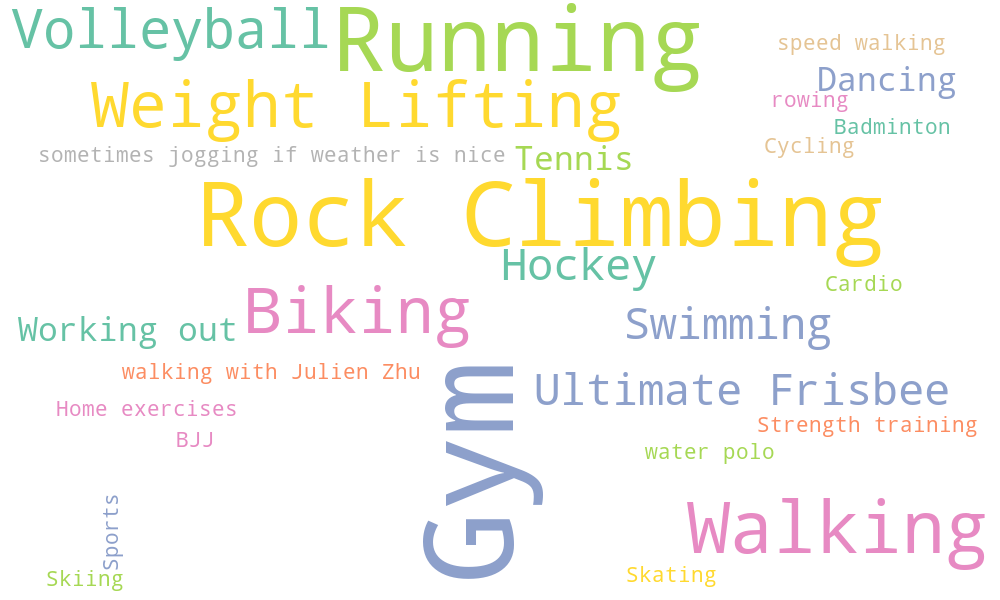 Volleyball
Running
speed walking
Dancing
Weight Lifting
rowing
Badminton
Cycling
sometimes jogging if weather is nice
Tennis
Rock Climbing
Hockey
Cardio
Biking
Swimming
Working out
walking with Julien Zhu
Ultimate Frisbee
Home exercises
Strength training
BJJ
water polo
Gym
Sports
Walking
Skiing
Skating